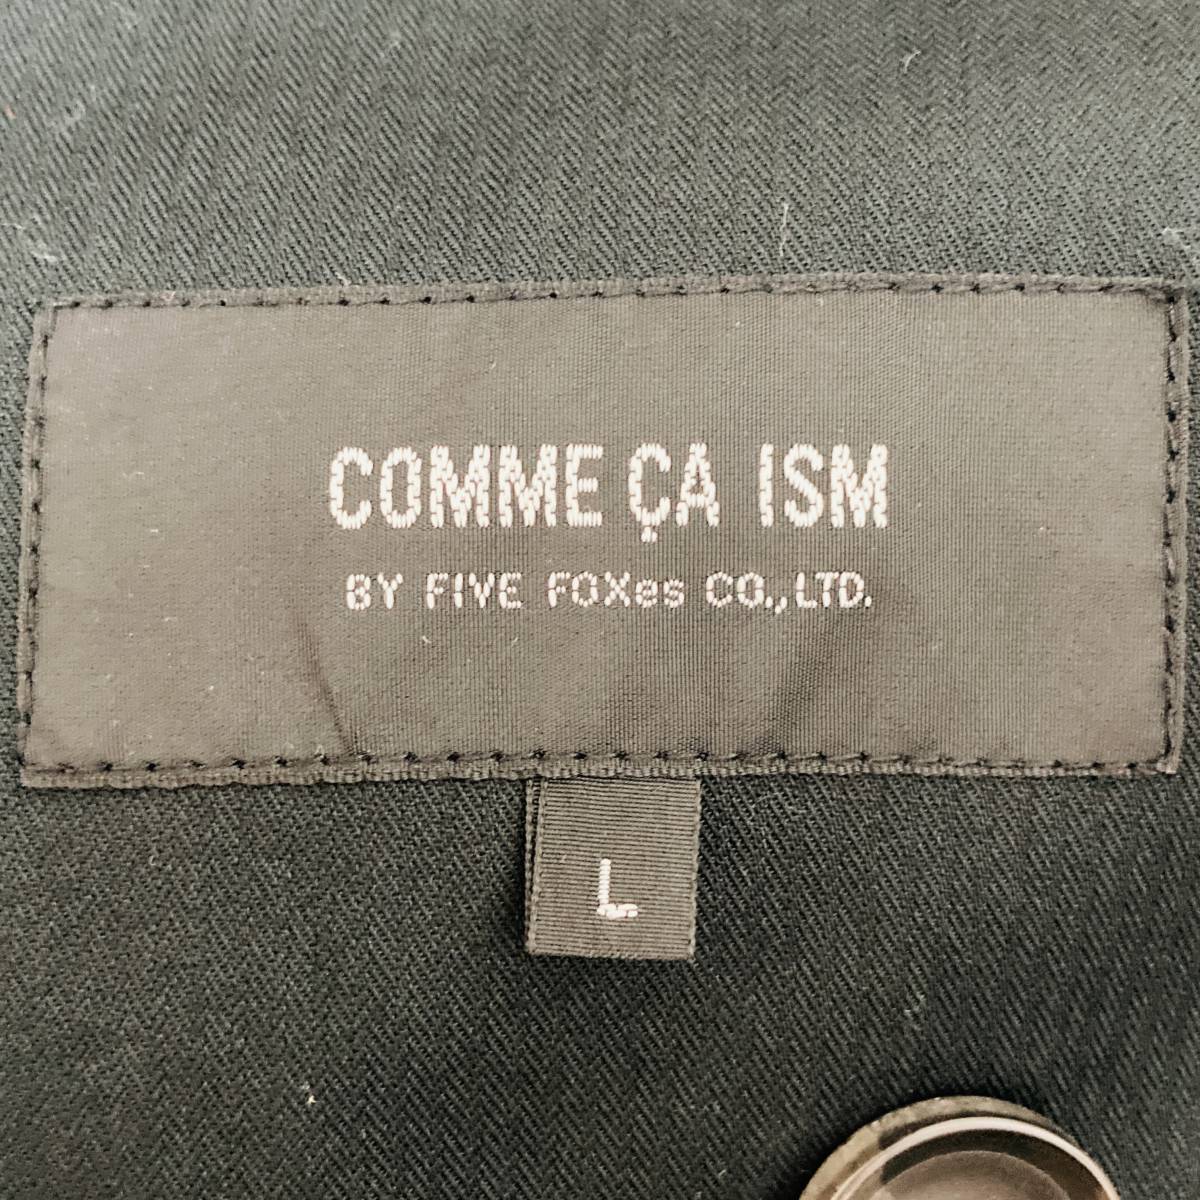 COMME ÇA ISM
BY FIVE FOXes CO.,LTD.
L